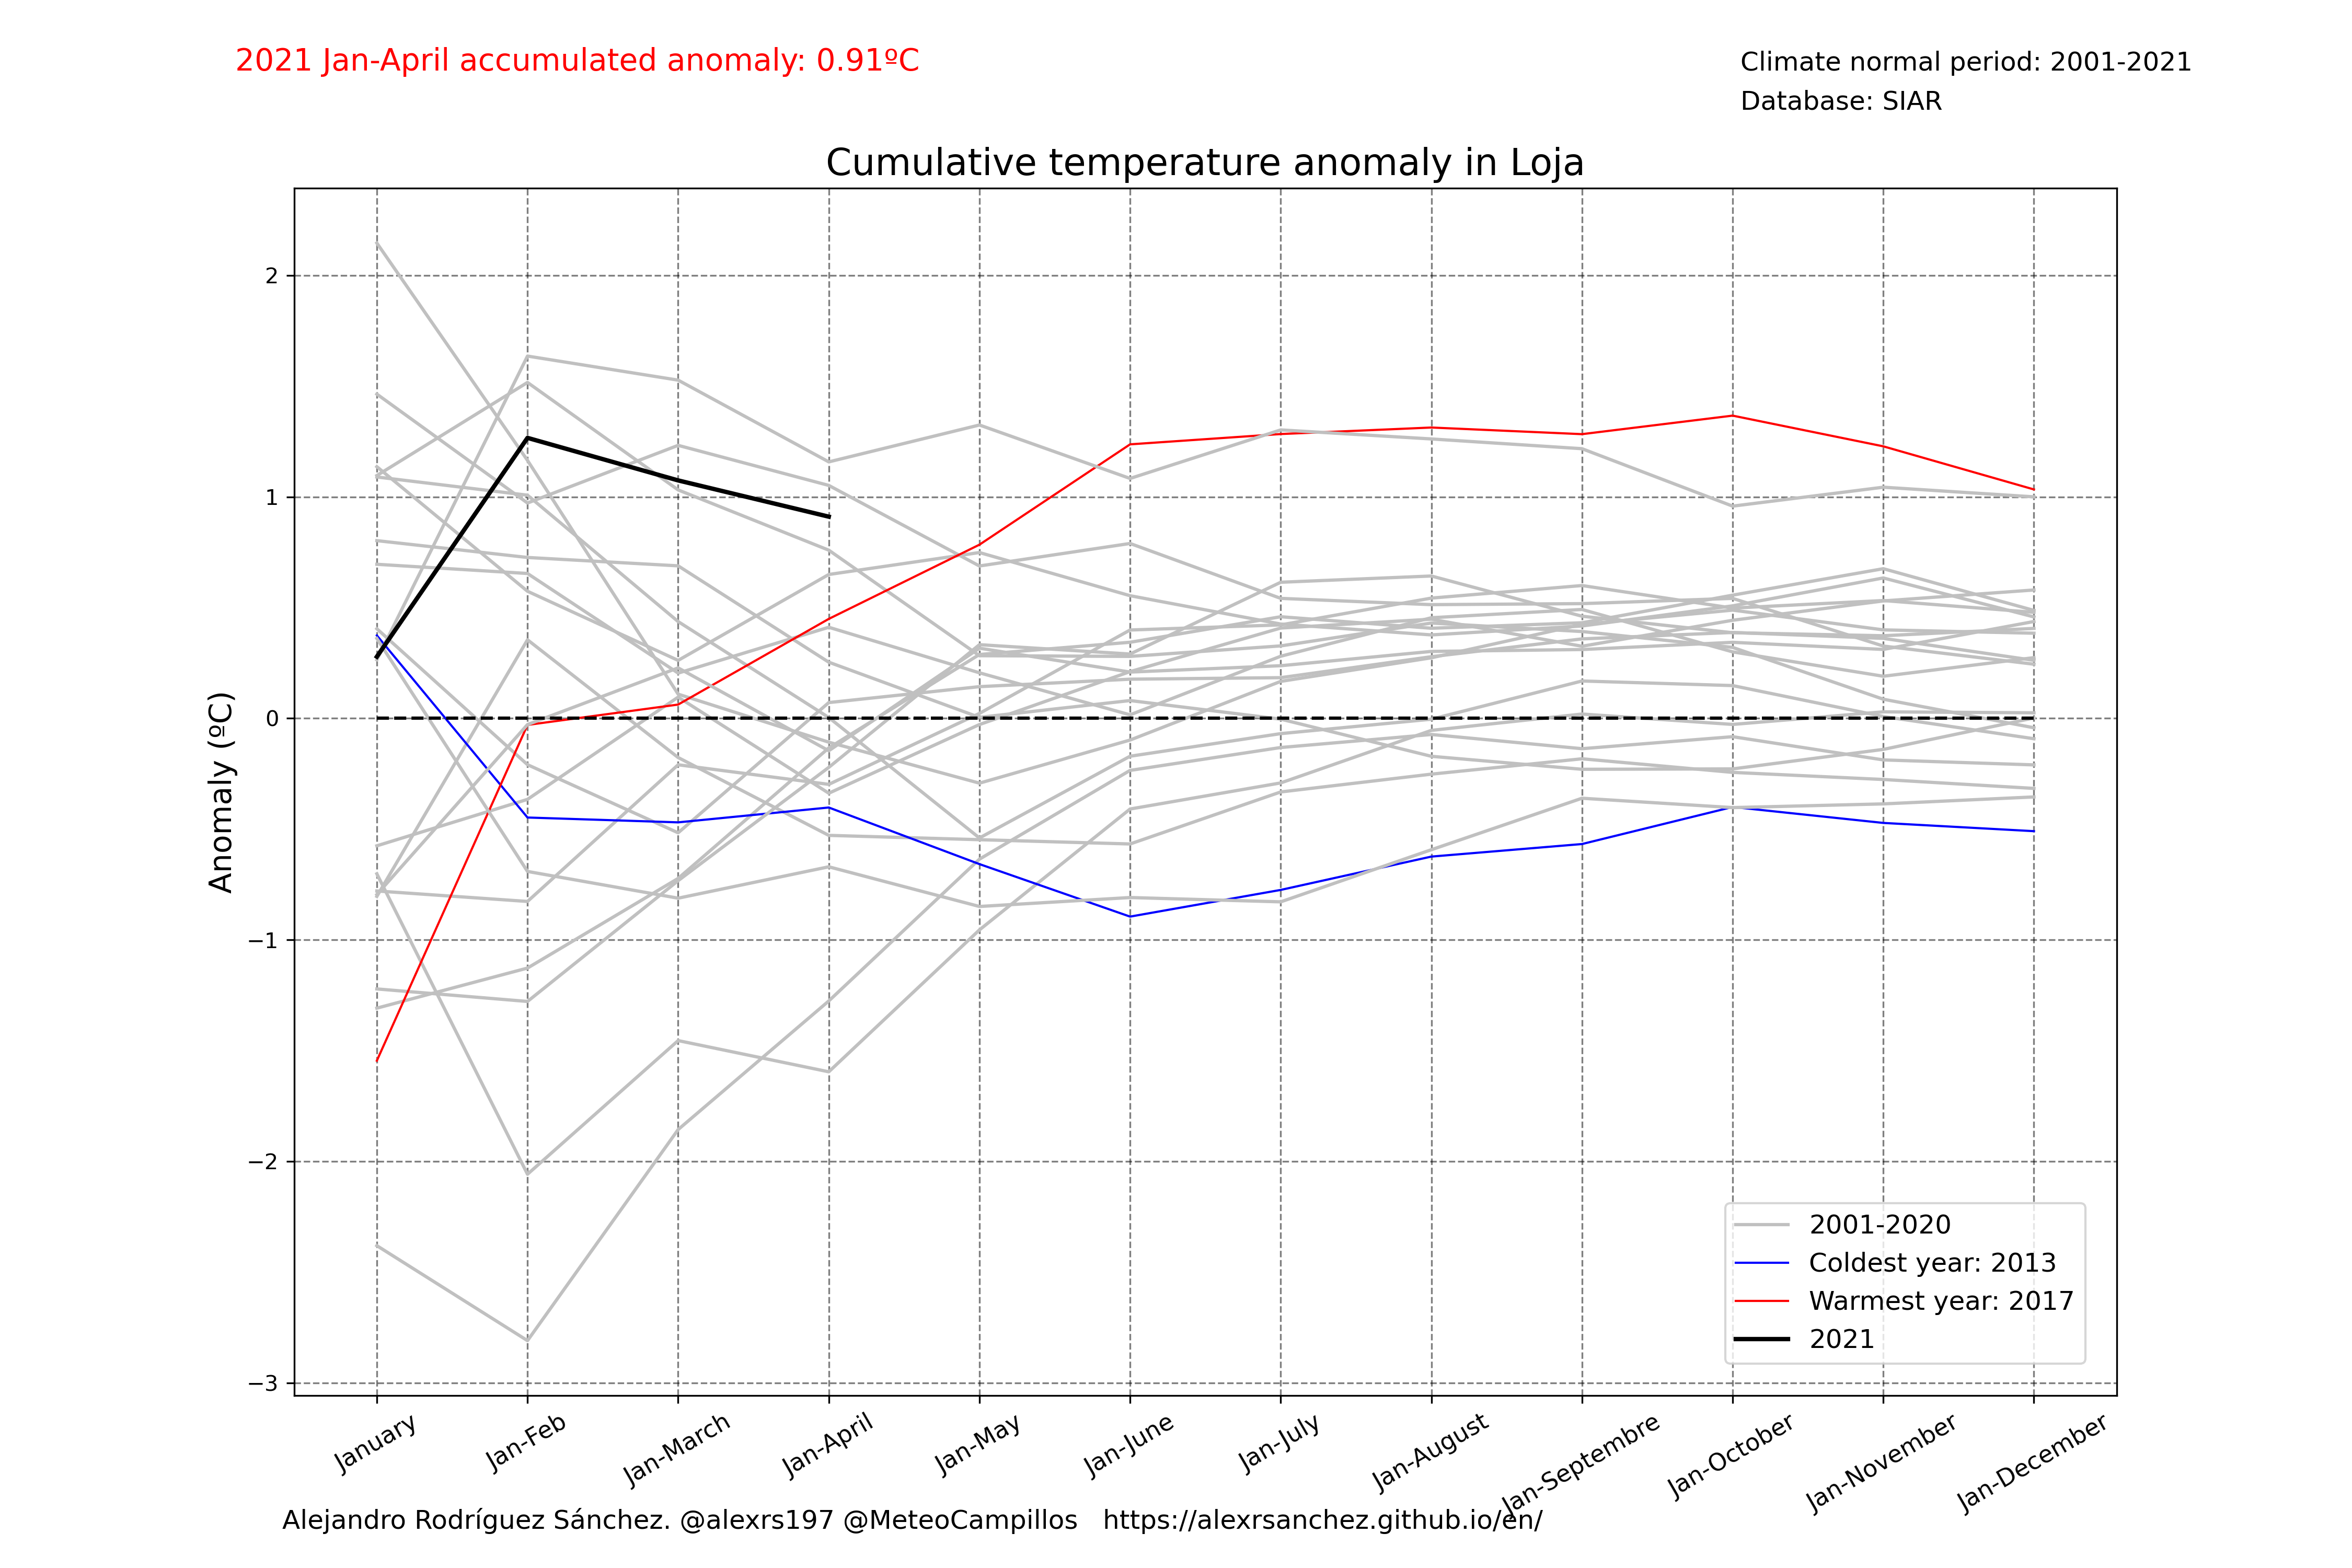 2021 Jan-April accumulated anomaly: 0.91ºC
Climate normal period: 2001-2021
Database: SIAR
Cumulative temperature anomaly in Loja
Anomaly (ºC)
2
1
0
−1
−2
−3
2001-2020
Coldest year: 2013
Warmest year: 2017
2021
January
Jan-Feb
Jan-March
Jan-April
Jan-May
Jan-June
Jan-July
Jan-August
Jan-Septembre
Jan-October
Jan-November
Jan-December
Alejandro Rodríguez Sánchez. @alexrs197 @MeteoCampillos   https://alexrsanchez.github.io/en/